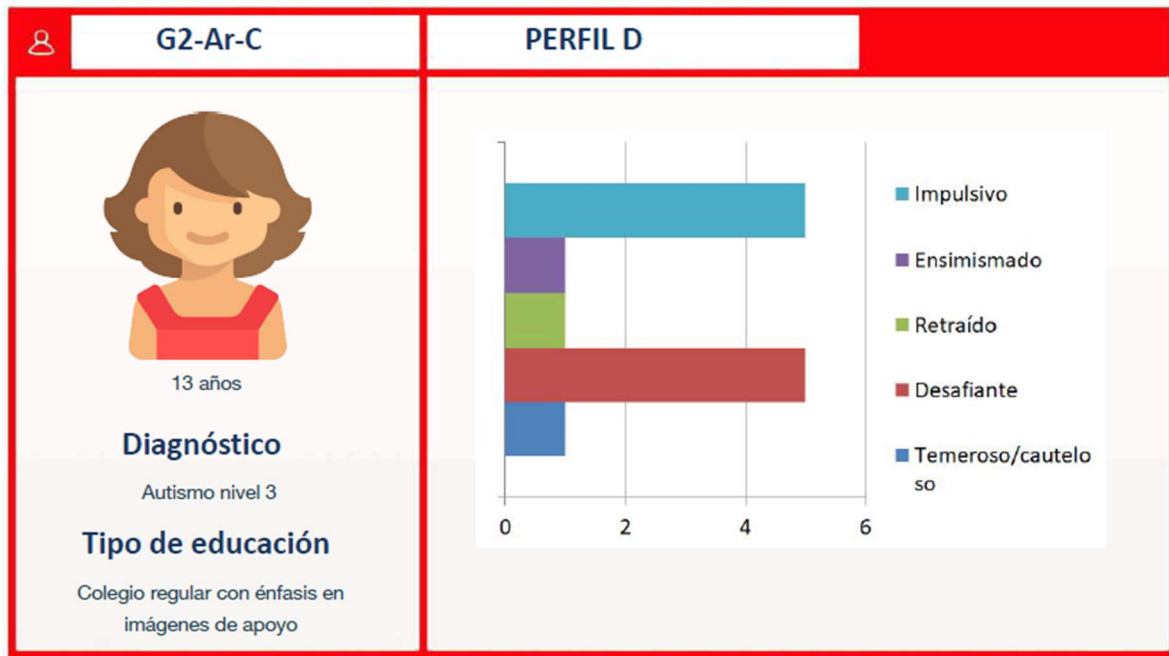 G2-Ar-C
PERFIL D
13 años
Diagnóstico
Autismo nivel 3
Tipo de educación
Colegio regular con énfasis en
imágenes de apoyo
0 2 4 6
Impulsivo
Ensimismado
Retraído
Desafiante
Temeroso/cautelo
so